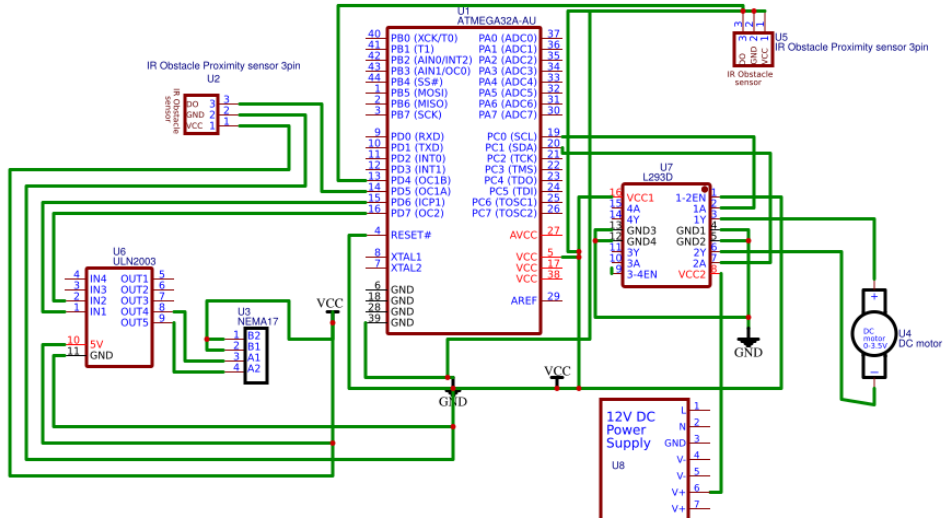 U1
ATMEGA32A-AU
40 PB0 (XCK/T0) PA0 (ADC0) 37
41 PB1 (T1) PA1 (ADC1) 36
42 PB2 (AIN0/INT2) PA2 (ADC2) 35
43 PB3 (AIN1/OC0) PA3 (ADC3) 34
44 PB4 (SS#) PA4 (ADC4) 33
1 PB5 (MOSI) PA5 (ADC5) 32
2 PB6 (MISO) PA6 (ADC6) 31
3 PB7 (SCK) PA7 (ADC7) 30
9 PD0 (RXD) PC0 (SCL) 19
10 PD1 (TXD) PC1 (SDA) 20
11 PD2 (INT0) PC2 (TCK) 21
12 PD3 (INT1) PC3 (TMS) 22
13 PD4 (OC1B) PC4 (TDO) 23
14 PD5 (OC1A) PC5 (TDI) 24
15 PD6 (ICP1) PC6 (TOSC1) 25
16 PD7 (OC2) PC7 (TOSC2) 26
4 RESET# AVCC 27
8 XTAL1 VCC 5
7 XTAL2 VCC 17
VCC 38
6 GND
18 GND
28 GND AREF 29
39 GND
3 2 1
3 2 1
DO GND VCC
U5
IR Obstacle Proximity sensor 3pin
IR Obstacle
sensor
IR Obstacle Proximity sensor 3pin
U2
IR Obstacle
sensor
DO 3 3
GND 2 2
VCC 1 1
U7
L293D
16 VCC1 1-2EN 1
15 4A 1A 2
14 4Y 1Y 3
13 GND3 GND1 4
12 GND4 GND2 5
11 3Y 2Y 6
10 3A 2A 7
9 3-4EN VCC2 8
U6
ULN2003
4 IN4 OUT1 5
3 IN3 OUT2 6
2 IN2 OUT3 7
1 IN1 OUT4 8
OUT5 9
10 5V
11 GND
U3
NEMA17
1 B2
2 B1
3 A1
4 A2
VCC
VCC
GND
GND
+
DC
motor
0-3.5V
−
U4
DC motor
12V DC
Power
Supply
U8
L 1
N 2
GND 3
V- 4
V- 5
V+ 6
V+ 7